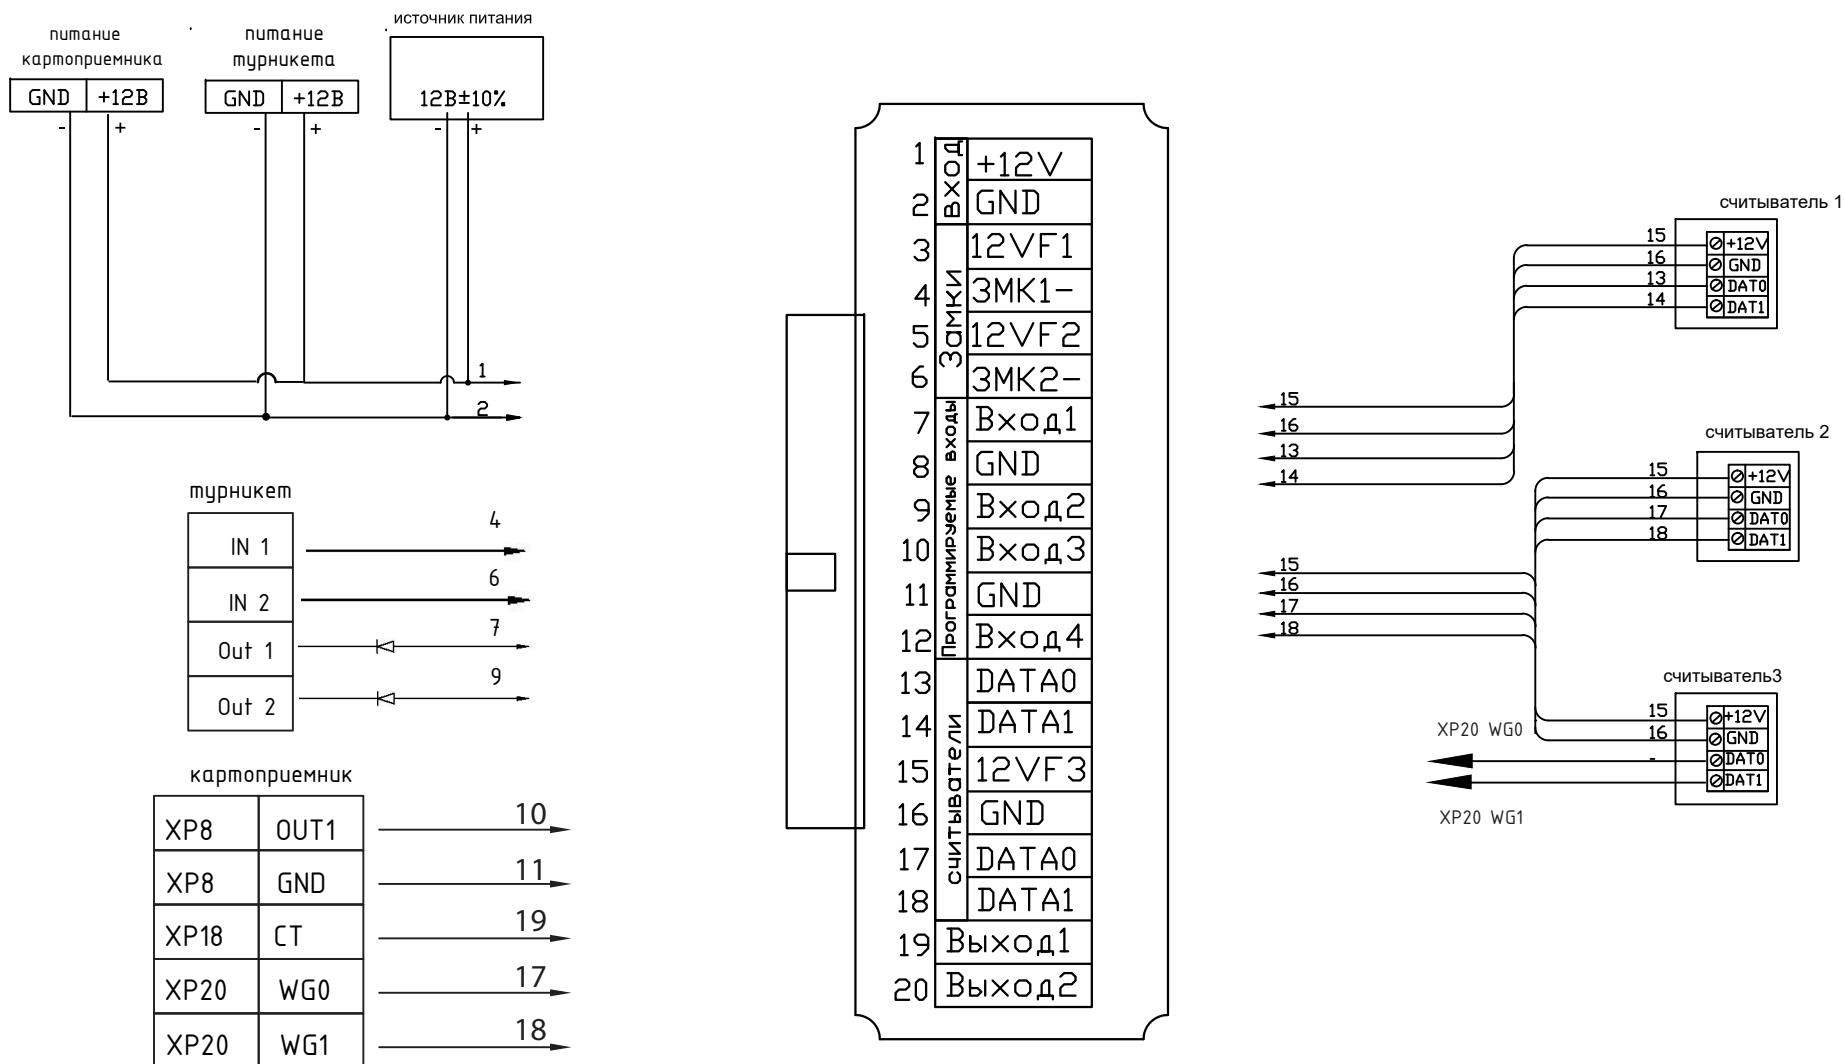 источник питания
питание
картоприемника
GND +12В
- +
питание
турникета
GND +12В
- +
12В±10%
- +
1
2
турникет
IN 1 4
IN 2 6
Out 1 7
Out 2 9
картоприемник
XP8 OUT1 10
XP8 GND 11
XP18 CT 19
XP20 WG0 17
XP20 WG1 18
вход
1 +12V
2 GND
Замки
3 12VF1
4 ЗМК1-
5 12VF2
6 ЗМК2-
Программируемые входы
7 Вход1
8 GND
9 Вход2
10 Вход3
11 GND
12 Вход4
считыватели
13 DATA0
14 DATA1
15 12VF3
16 GND
17 DATA0
18 DATA1
19 Выход1
20 Выход2
считыватель 1
15 +12V
16 GND
13 DAT0
14 DAT1
15
16
13
14
считыватель 2
15 +12V
16 GND
17 DAT0
18 DAT1
15
16
17
18
считыватель3
15 +12V
16 GND
- DAT0
DAT1
XP20 WG0
XP20 WG1